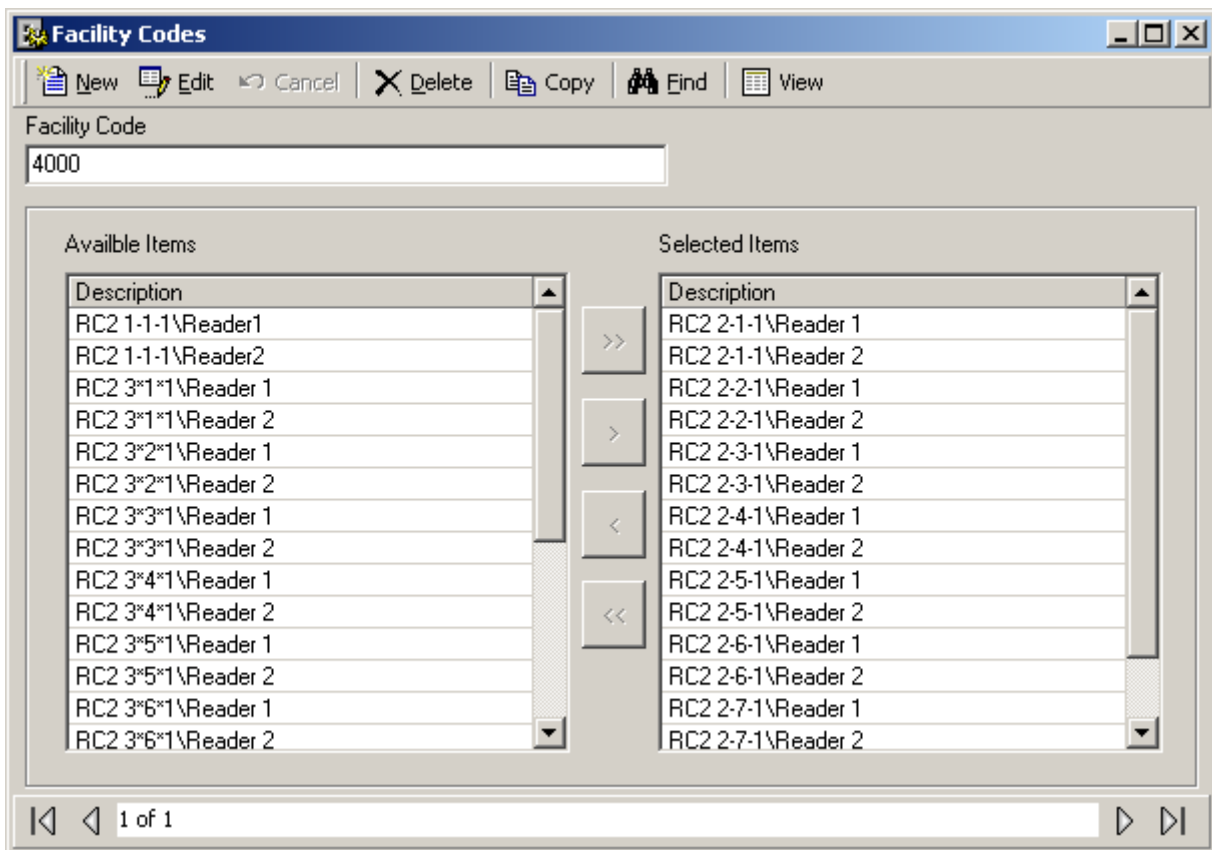 Facility Codes
New Edit Cancel Delete Copy Find View
Facility Code
4000
Availble Items Selected Items
Description Description
RC2 1-1-1\Reader1 RC2 2-1-1\Reader 1
RC2 1-1-1\Reader2 RC2 2-1-1\Reader 2
>>
RC2 3*1*1\Reader 1 RC2 2-2-1\Reader 1
RC2 3*1*1\Reader 2 RC2 2-2-1\Reader 2
>
RC2 3*2*1\Reader 1 RC2 2-3-1\Reader 1
RC2 3*2*1\Reader 2 RC2 2-3-1\Reader 2
RC2 3*3*1\Reader 1 RC2 2-4-1\Reader 1
<
RC2 3*3*1\Reader 2 RC2 2-4-1\Reader 2
RC2 3*4*1\Reader 1 RC2 2-5-1\Reader 1
RC2 3*4*1\Reader 2 RC2 2-5-1\Reader 2
<<
RC2 3*5*1\Reader 1 RC2 2-6-1\Reader 1
RC2 3*5*1\Reader 2 RC2 2-6-1\Reader 2
RC2 3*6*1\Reader 1 RC2 2-7-1\Reader 1
RC2 3*6*1\Reader 2 RC2 2-7-1\Reader 2
1 of 1